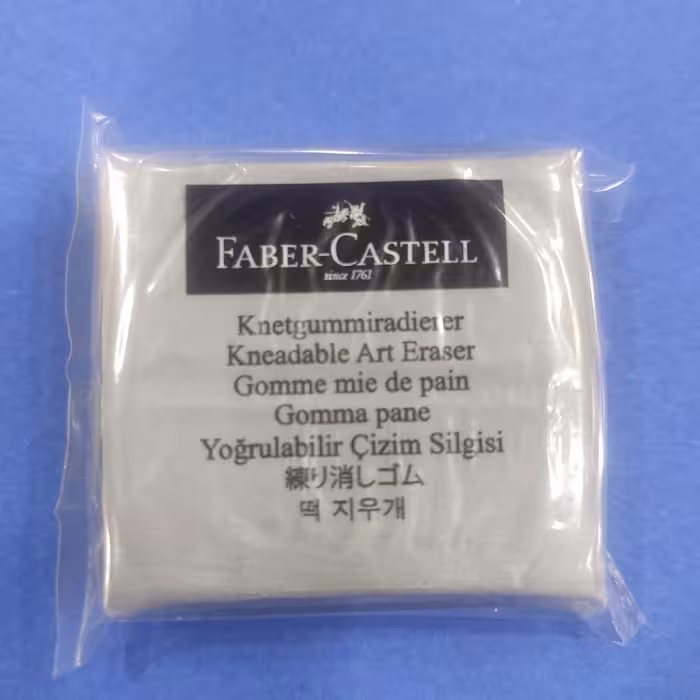 FABER-CASTELL
since 1761
Knetgummiradierer
Kneadable Art Eraser
Gomme mie de pain
Gomma pane
Yoğrulabilir Çizim Silgisi
練り消しゴム
떡 지우개